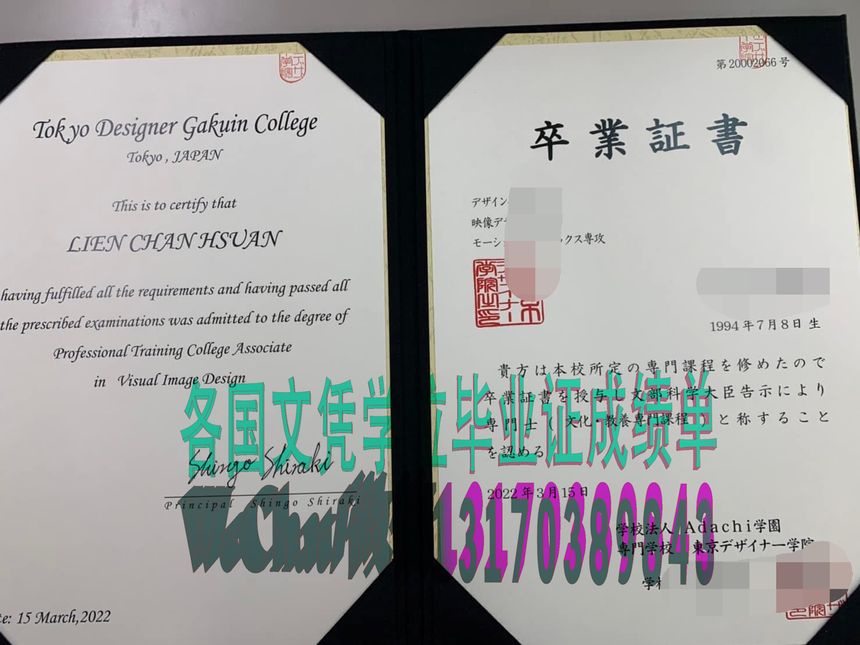 Tokyo Designer Gakuin College
Tokyo, JAPAN
This is to certify that
LIEN CHAN HSUAN
having fulfilled all the requirements and having passed all
the prescribed examinations was admitted to the degree of
Professional Training College Associate
in Visual Image Design
Shingo Shiraki
Principal Shingo Shiraki
te: 15 March,2022
第20002066号
卒業証書
デザイン
映像デ
モーシ クス専攻
1994年7月8日生
貴方は本校所定の専門課程を修めたので
卒業証書を授与し文部科学大臣告示により
専門士(文化・教養専門課程)と称すること
を認める
2022年3月15日
学校法人 Adachi学園
専門学校 東京デザイナー学院
学校
各国文凭学位毕业证成绩单
WeChat 13170389843